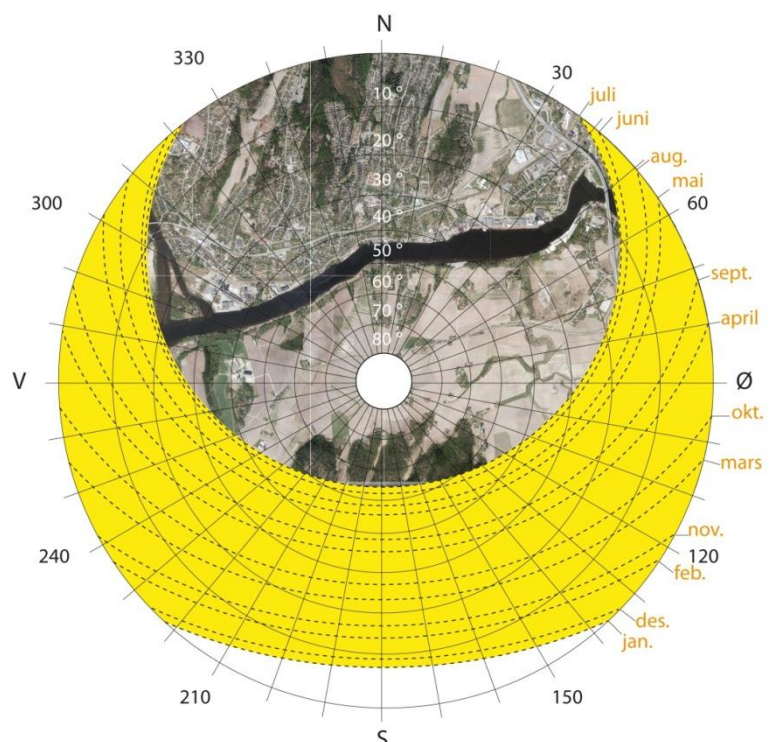 N
330
30
juli
juni
10 °
20 °
30 °
40 °
50 °
60 °
70 °
80 °
aug.
mai
300
60
sept.
april
V
Ø
okt.
mars
nov.
240
120
feb.
des.
jan.
210
150
S